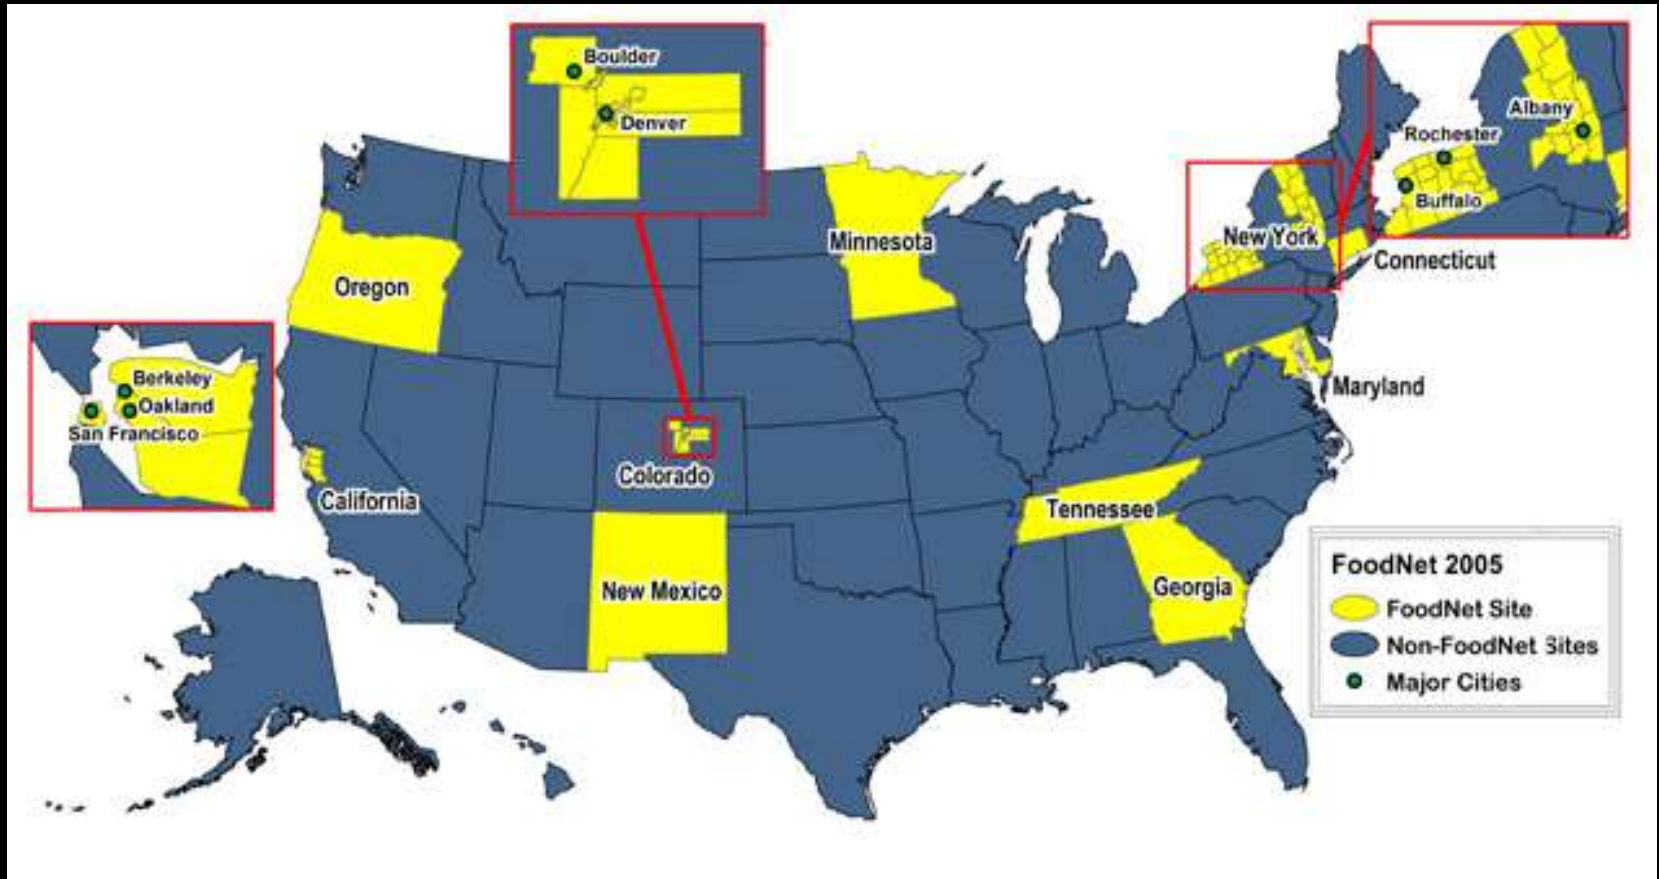 Boulder
Denver
Albany
Rochester
Buffalo
New York
Connecticut
Minnesota
Oregon
Berkeley
Oakland
San Francisco
Maryland
Colorado
California
Tennessee
New Mexico
Georgia
FoodNet 2005
FoodNet Site
Non-FoodNet Sites
Major Cities